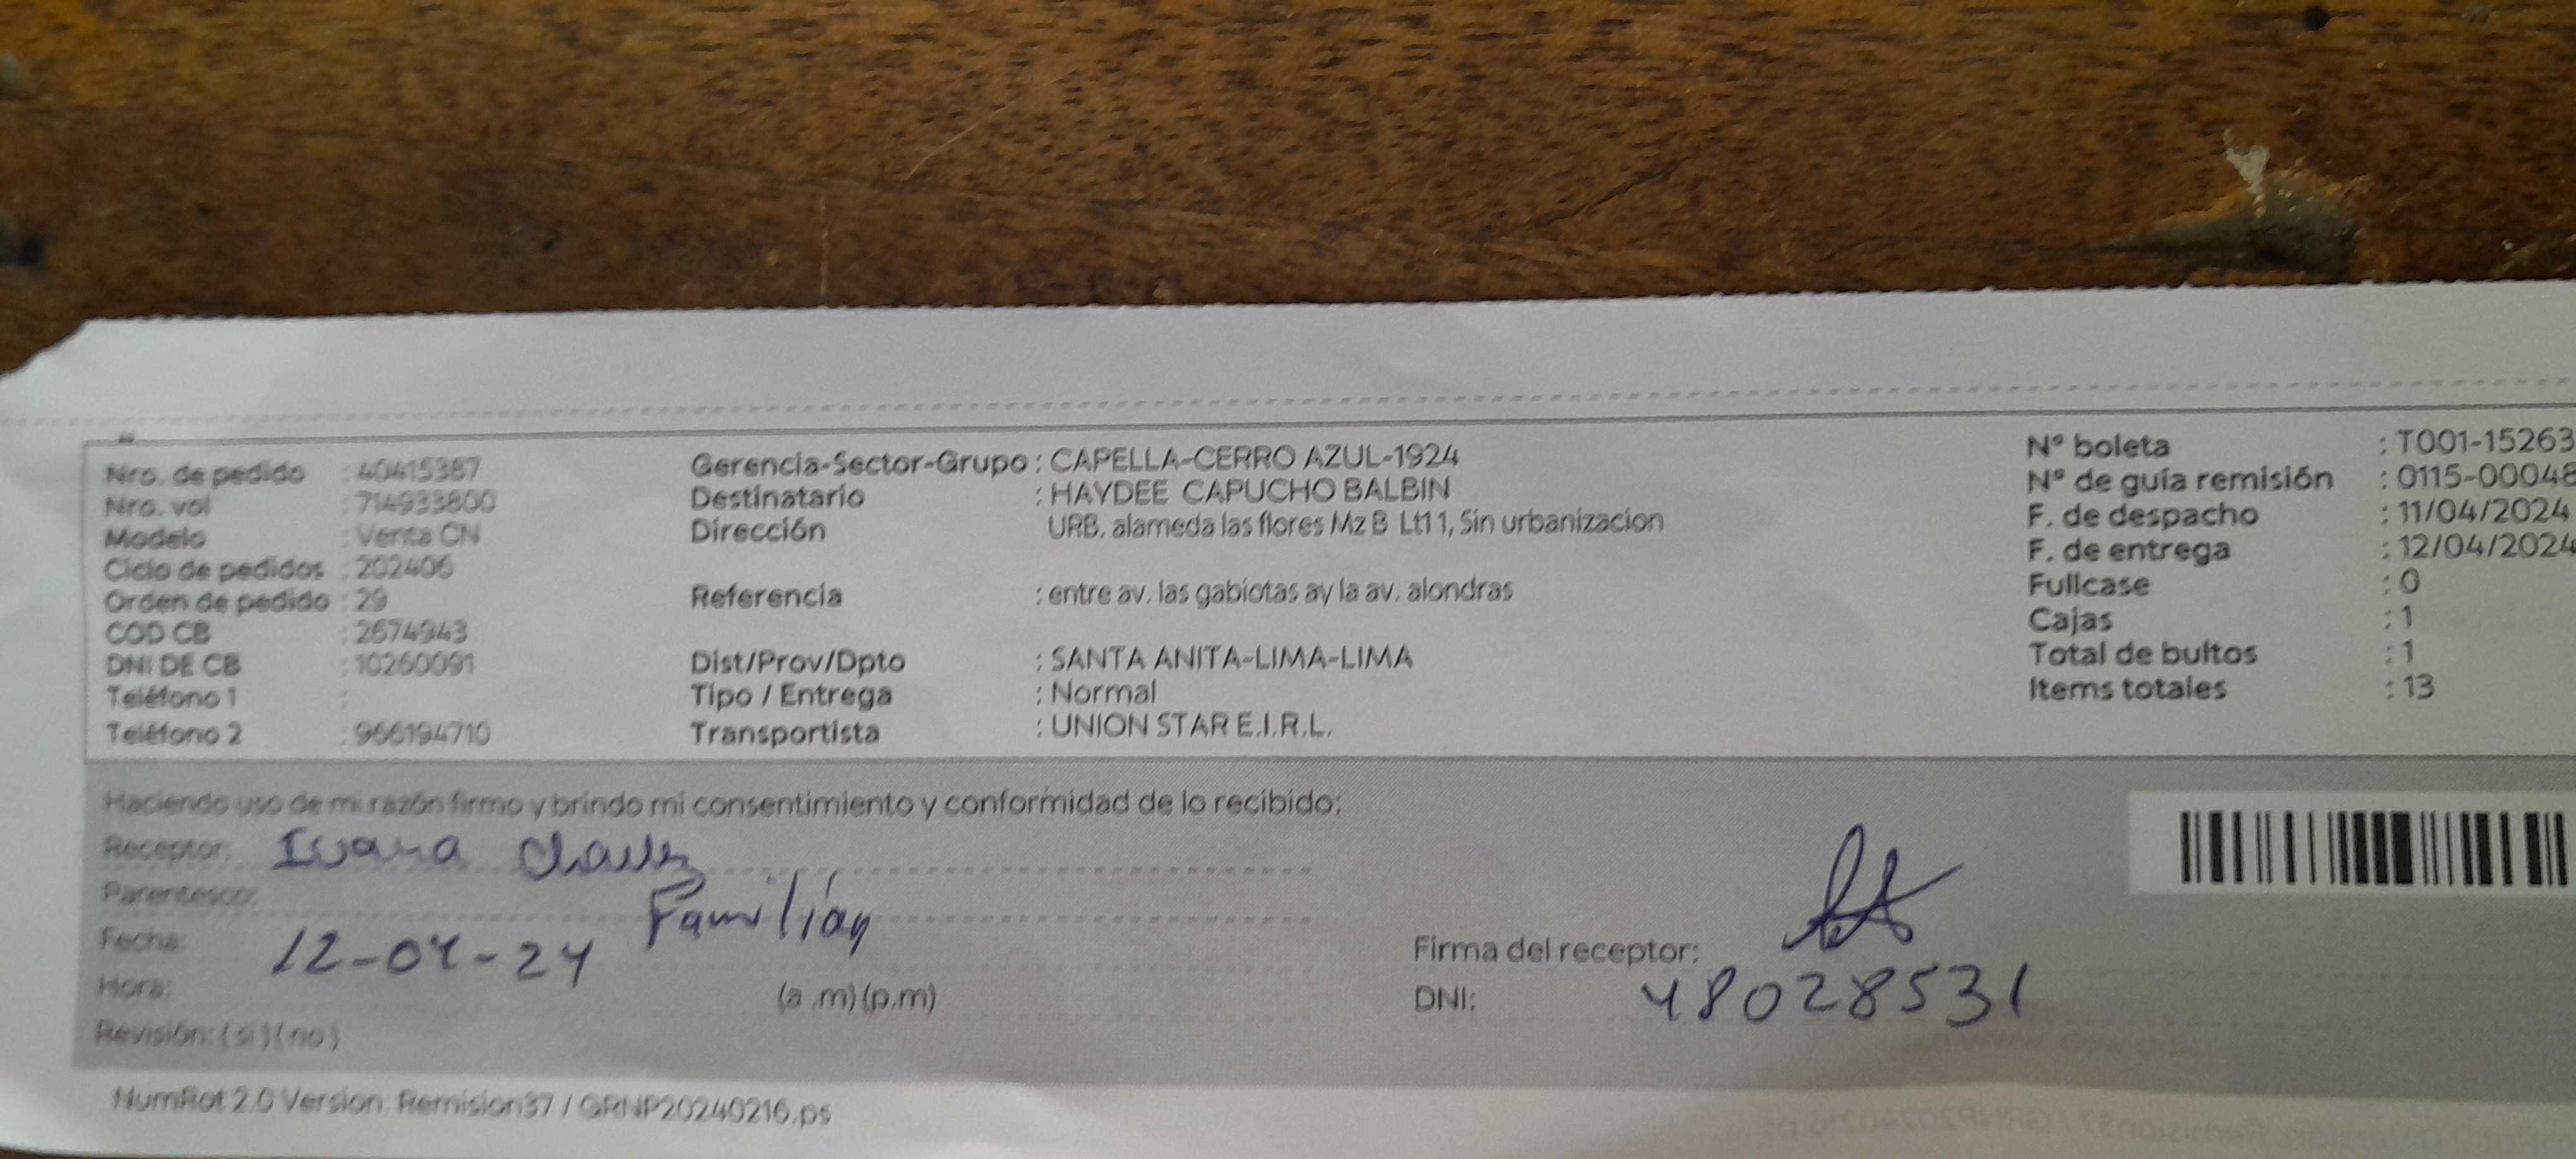 Nro. de pedido : 40415387
Nro. vol : 714933800
Modelo : Venta CN
Ciclo de pedidos : 202406
Orden de pedido : 29
COD CB : 2674943
DNI DE CB : 10260091
Teléfono 1 :
Teléfono 2 : 966194710
Gerencia-Sector-Grupo : CAPELLA-CERRO AZUL-1924
Destinatario : HAYDEE CAPUCHO BALBIN
Dirección URB. alameda las flores Mz B Lt11, Sin urbanizacion
Referencia : entre av. las gabiotas ay la av. alondras
Dist/Prov/Dpto : SANTA ANITA-LIMA-LIMA
Tipo / Entrega : Normal
Transportista : UNION STAR E.I.R.L.
N° boleta : T001-15263
N° de guía remisión : 0115-00048
F. de despacho : 11/04/2024
F. de entrega : 12/04/2024
Fullcase : 0
Cajas : 1
Total de bultos : 1
Items totales : 13
Haciendo uso de mi razón firmo y brindo mi consentimiento y conformidad de lo recibido:
Receptor: Ivana
Parentesco: Familiar
Fecha: 12-04-24
Hora: (a .m) (p.m)
Revisión: ( si ) ( no )
Firma del receptor:
DNI: 48028531
NumRot 2.0 Version: Remision37 / GRNP20240216.ps